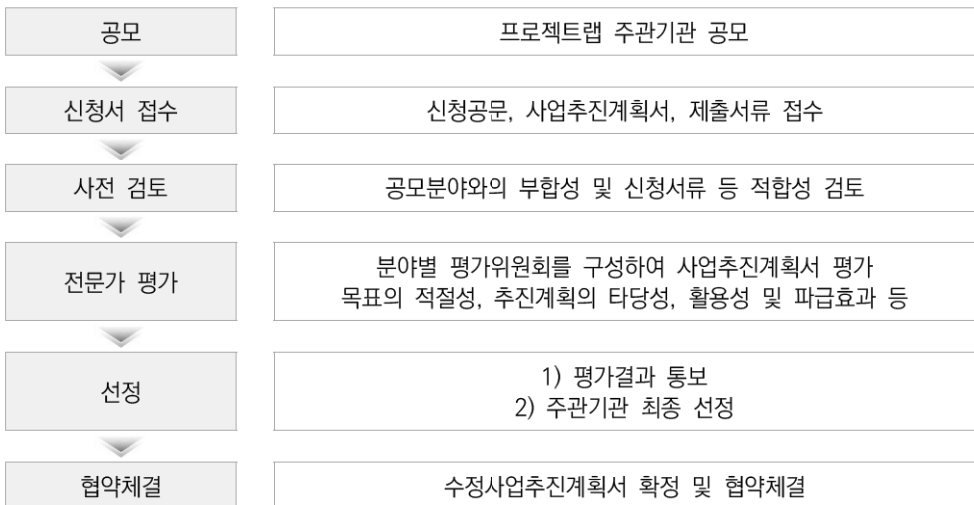 공모
프로젝트랩 주관기관 공모
신청서 접수
신청공문, 사업추진계획서, 제출서류 접수
사전 검토
공모분야와의 부합성 및 신청서류 등 적합성 검토
전문가 평가
분야별 평가위원회를 구성하여 사업추진계획서 평가
목표의 적절성, 추진계획의 타당성, 활용성 및 파급효과 등
선정
1) 평가결과 통보
2) 주관기관 최종 선정
협약체결
수정사업추진계획서 확정 및 협약체결